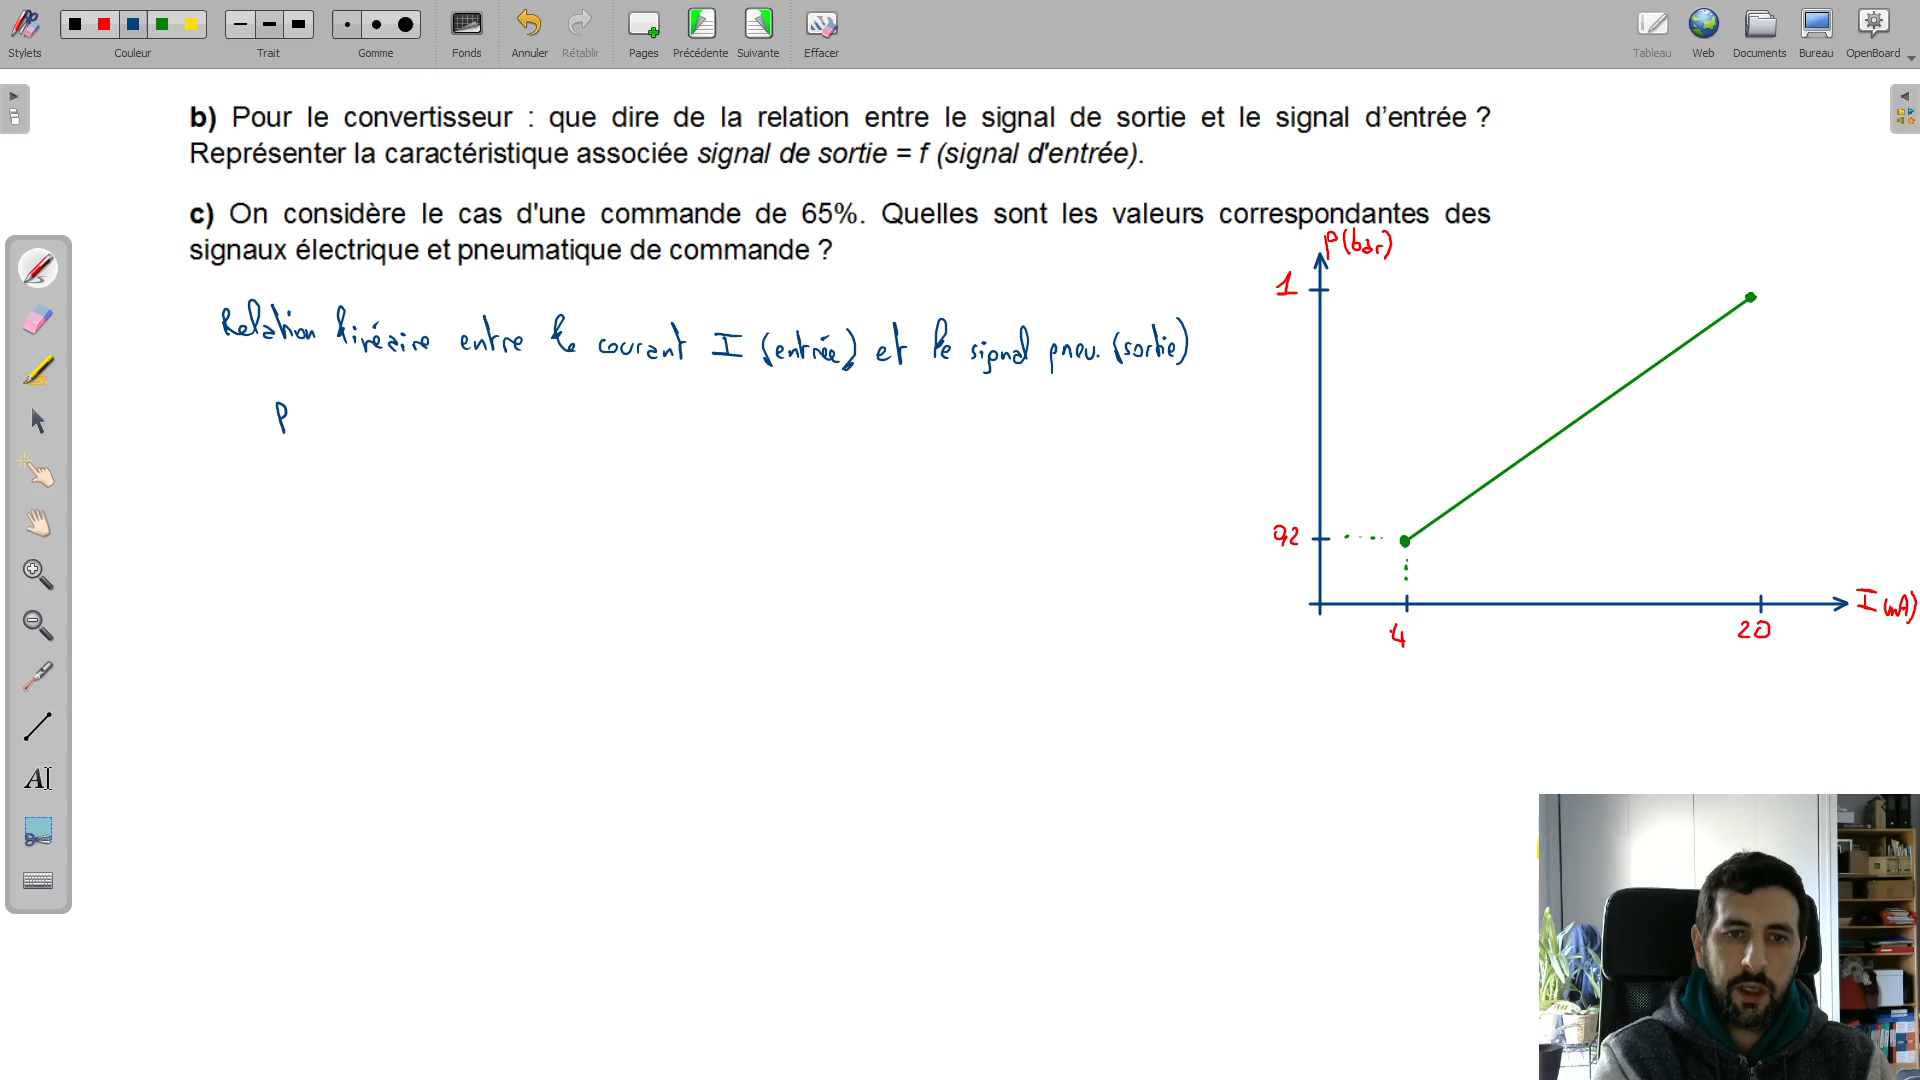 Stylets
Couleur
Trait
Gomme
Fonds
Annuler
Rétablir
Pages
Précédente
Suivante
Effacer
Tableau
Web
Documents
Bureau
OpenBoard
b) Pour le convertisseur : que dire de la relation entre le signal de sortie et le signal d’entrée ?
Représenter la caractéristique associée signal de sortie = f (signal d'entrée).
c) On considère le cas d'une commande de 65%. Quelles sont les valeurs correspondantes des
signaux électrique et pneumatique de commande ?
Relation linéaire entre le courant I (entrée) et le signal pneu. (sortie)
P
P(bar)
1
0,2
4
20
I (mA)
AI